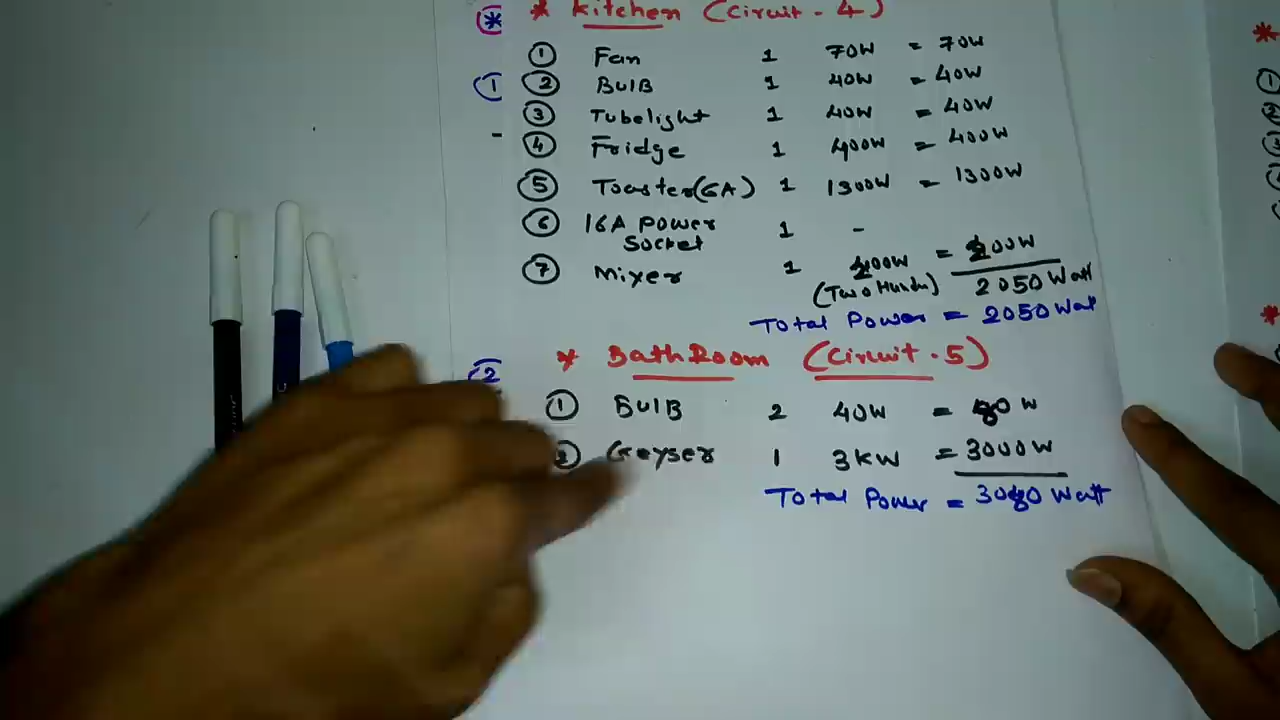 * Kitchen (Circuit - 4)
① Fan 1 70W = 70W
② BulB 1 40W = 40W
③ Tubelight 1 40W = 40W
④ Fridge 1 400W = 400W
⑤ Toaster(6A) 1 1300W = 1300W
⑥ 16A Power Socket 1 -
⑦ Mixer 1 200W = 200W
(Two Hundr) 2050 Watt
Total Power = 2050 Wat
* BathRoom (Circuit - 5)
① BulB 2 40W = 80 W
② Geyser 1 3KW = 3000 W
Total Power = 3080 Watt